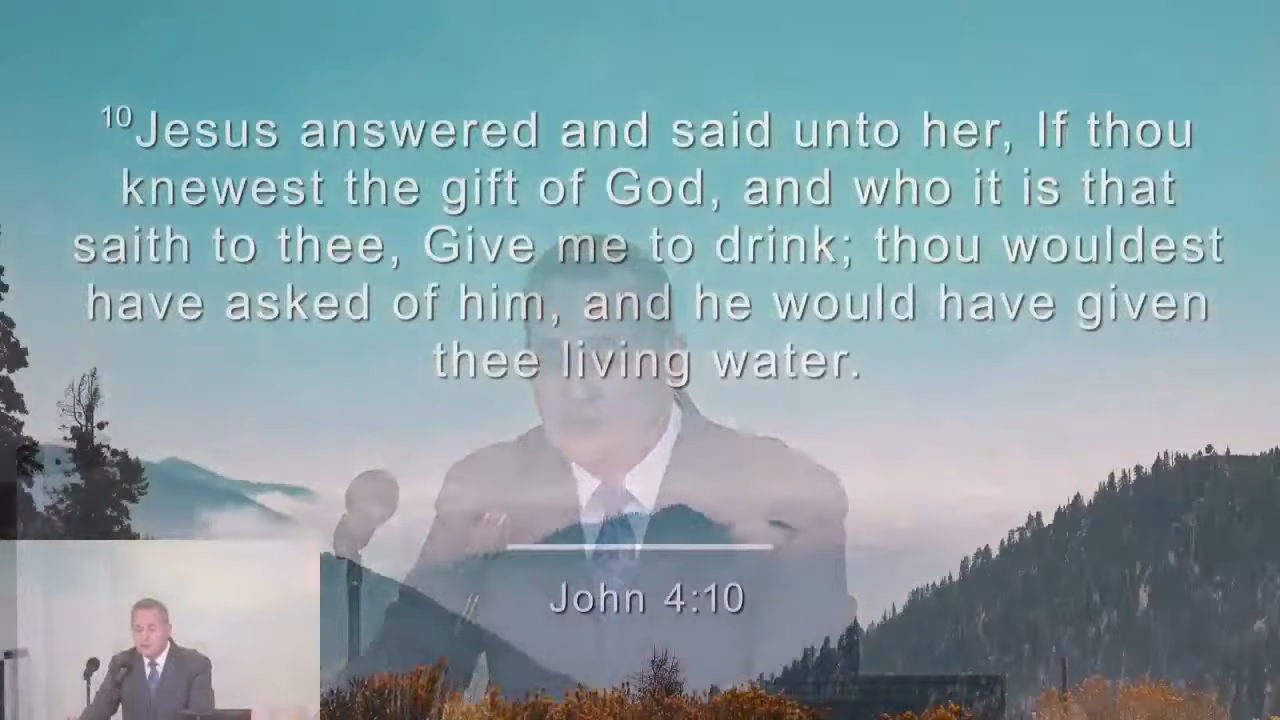 10Jesus answered and said unto her, If thou
knewest the gift of God, and who it is that
saith to thee, Give me to drink; thou wouldest
have asked of him, and he would have given
thee living water.
John 4:10